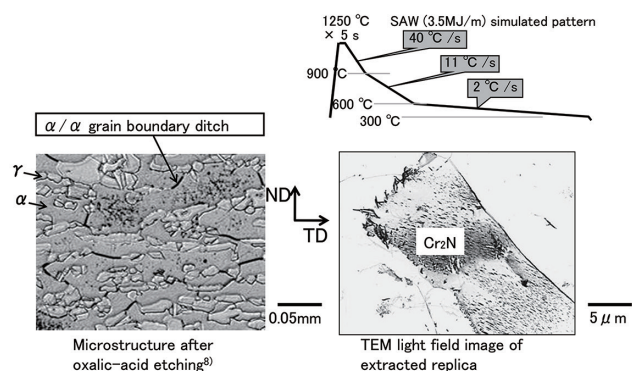 1250 ℃
× 5 s
SAW (3.5MJ/m) simulated pattern
40 ℃/s
11 ℃/s
900 ℃
2 ℃/s
600 ℃
300 ℃
α/α grain boundary ditch
γ
α
ND
TD
Cr₂N
0.05mm
5μm
Microstructure after
oxalic-acid etching⁸⁾
TEM light field image of
extracted replica